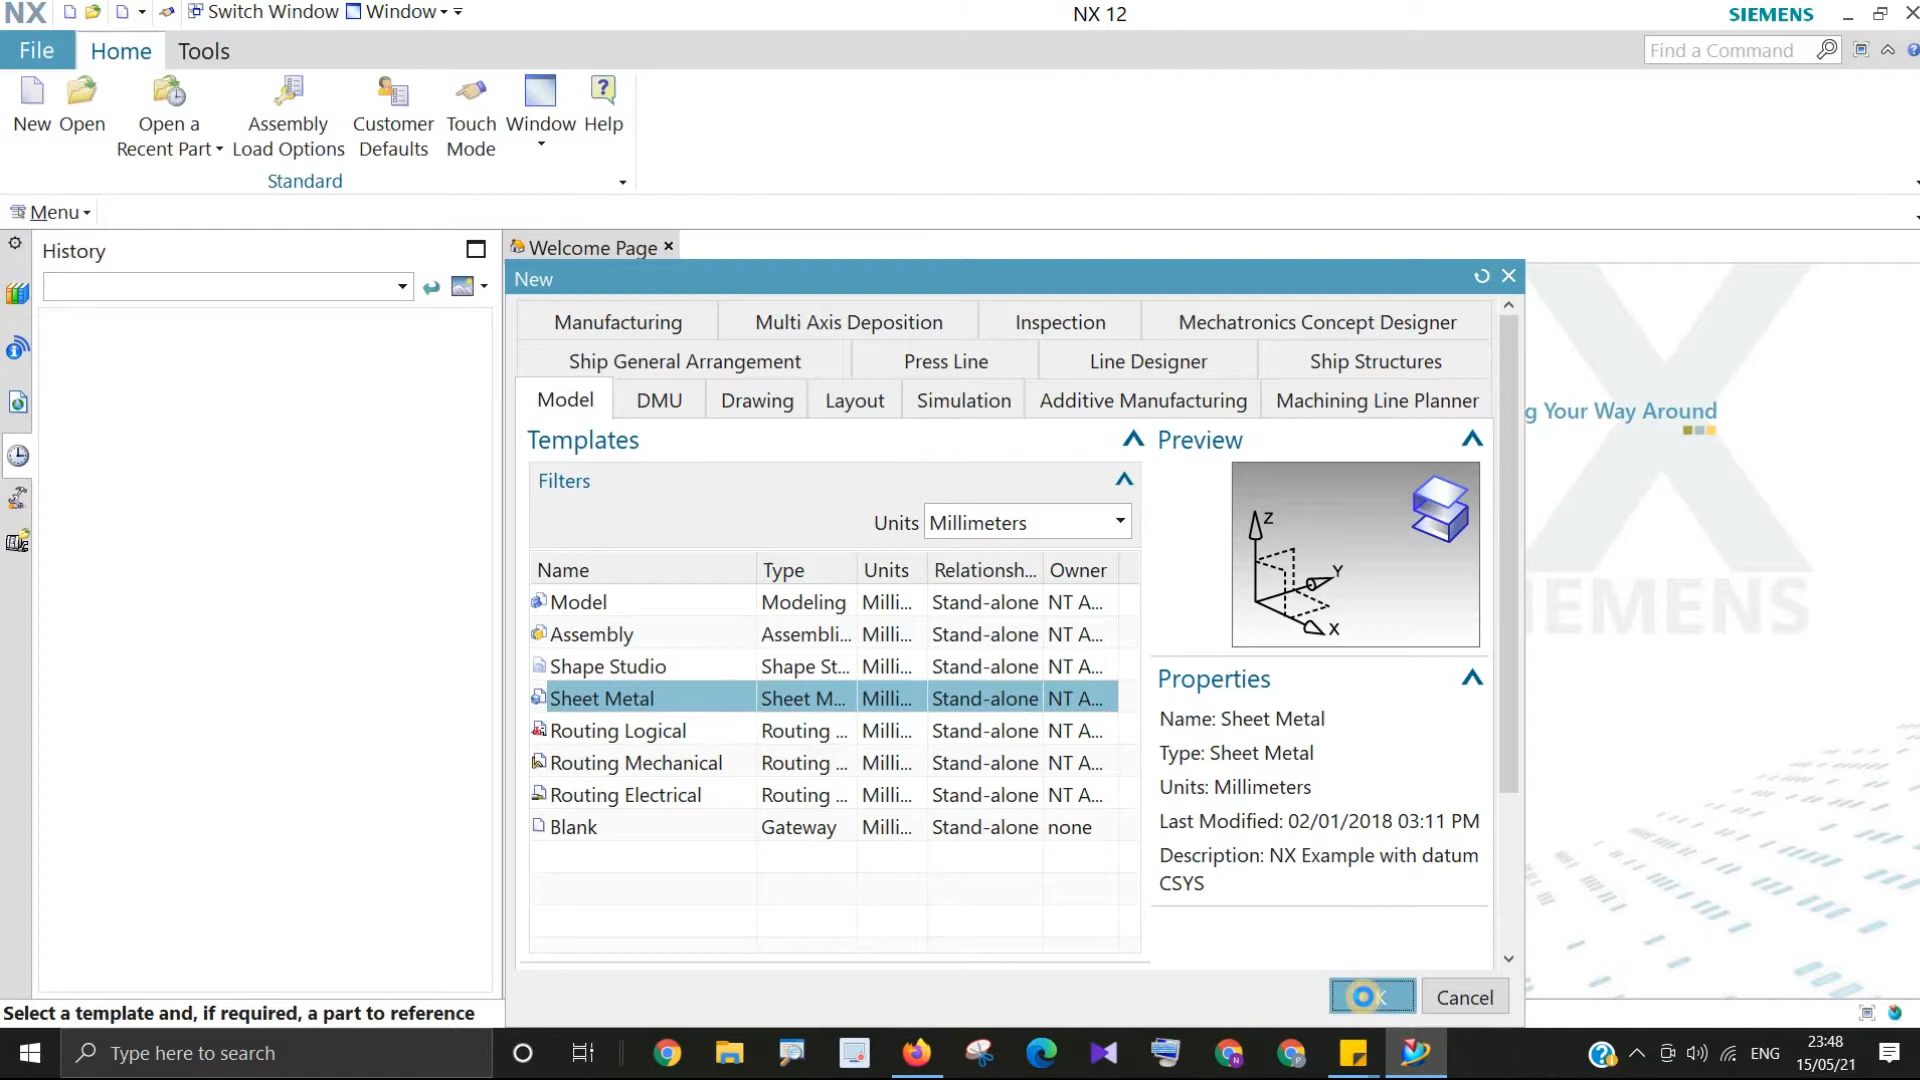 NX Switch Window Window NX 12 SIEMENS
File Home Tools Find a Command
New Open Open a Recent Part Assembly Load Options Customer Defaults Touch Mode Window Help
Standard
Menu
History Welcome Page
New
Manufacturing Multi Axis Deposition Inspection Mechatronics Concept Designer
Ship General Arrangement Press Line Line Designer Ship Structures
Model DMU Drawing Layout Simulation Additive Manufacturing Machining Line Planner
g Your Way Around
Templates Preview
Filters
Units Millimeters
Z
Y
X
Name Type Units Relationsh... Owner
Model Modeling Milli... Stand-alone NT A...
Assembly Assembli... Milli... Stand-alone NT A...
Shape Studio Shape St... Milli... Stand-alone NT A...
Sheet Metal Sheet M... Milli... Stand-alone NT A...
Routing Logical Routing ... Milli... Stand-alone NT A...
Routing Mechanical Routing ... Milli... Stand-alone NT A...
Routing Electrical Routing ... Milli... Stand-alone NT A...
Blank Gateway Milli... Stand-alone none
Properties
Name: Sheet Metal
Type: Sheet Metal
Units: Millimeters
Last Modified: 02/01/2018 03:11 PM
Description: NX Example with datum
CSYS
X
IEMENS
Cancel
Select a template and, if required, a part to reference
Type here to search ENG 23:48
15/05/21